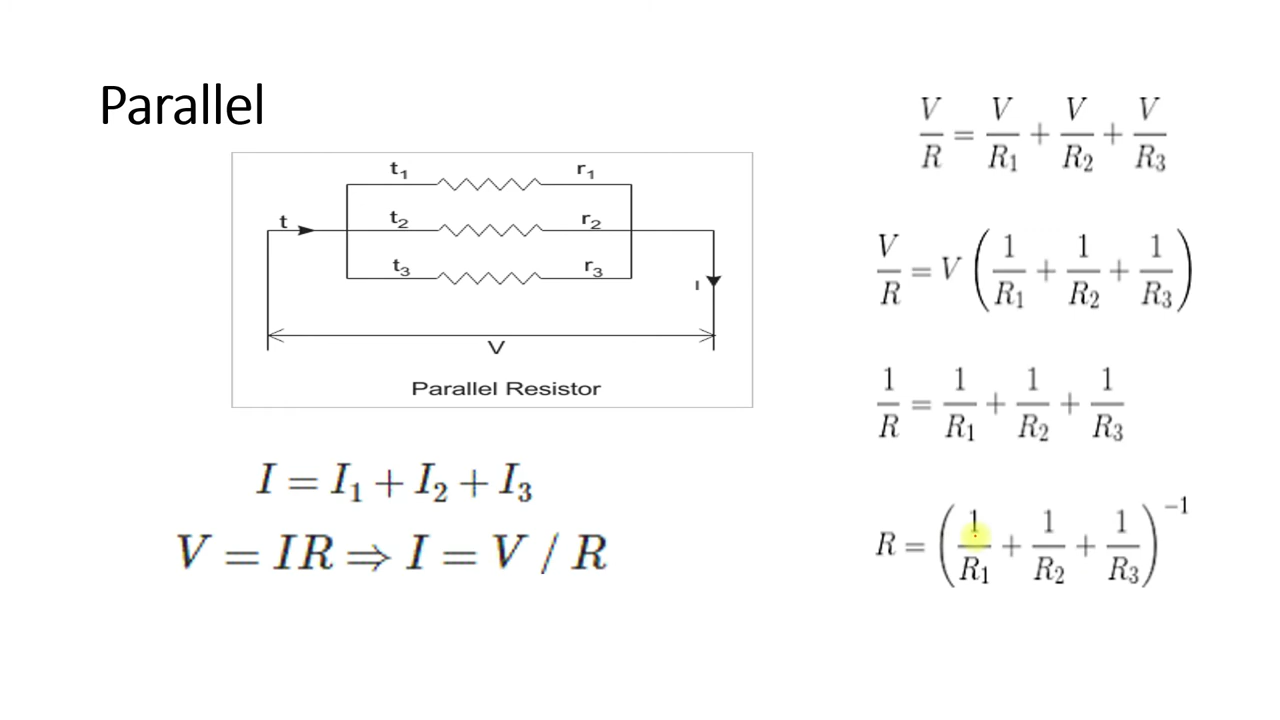 Parallel
t₁ r₁
t t₂ r₂
t₃ r₃
I
V
Parallel Resistor
I = I₁ + I₂ + I₃
V = IR ⇒ I = V / R
V/R = V/R₁ + V/R₂ + V/R₃
V/R = V (1/R₁ + 1/R₂ + 1/R₃)
1/R = 1/R₁ + 1/R₂ + 1/R₃
R = (1/R₁ + 1/R₂ + 1/R₃)⁻¹